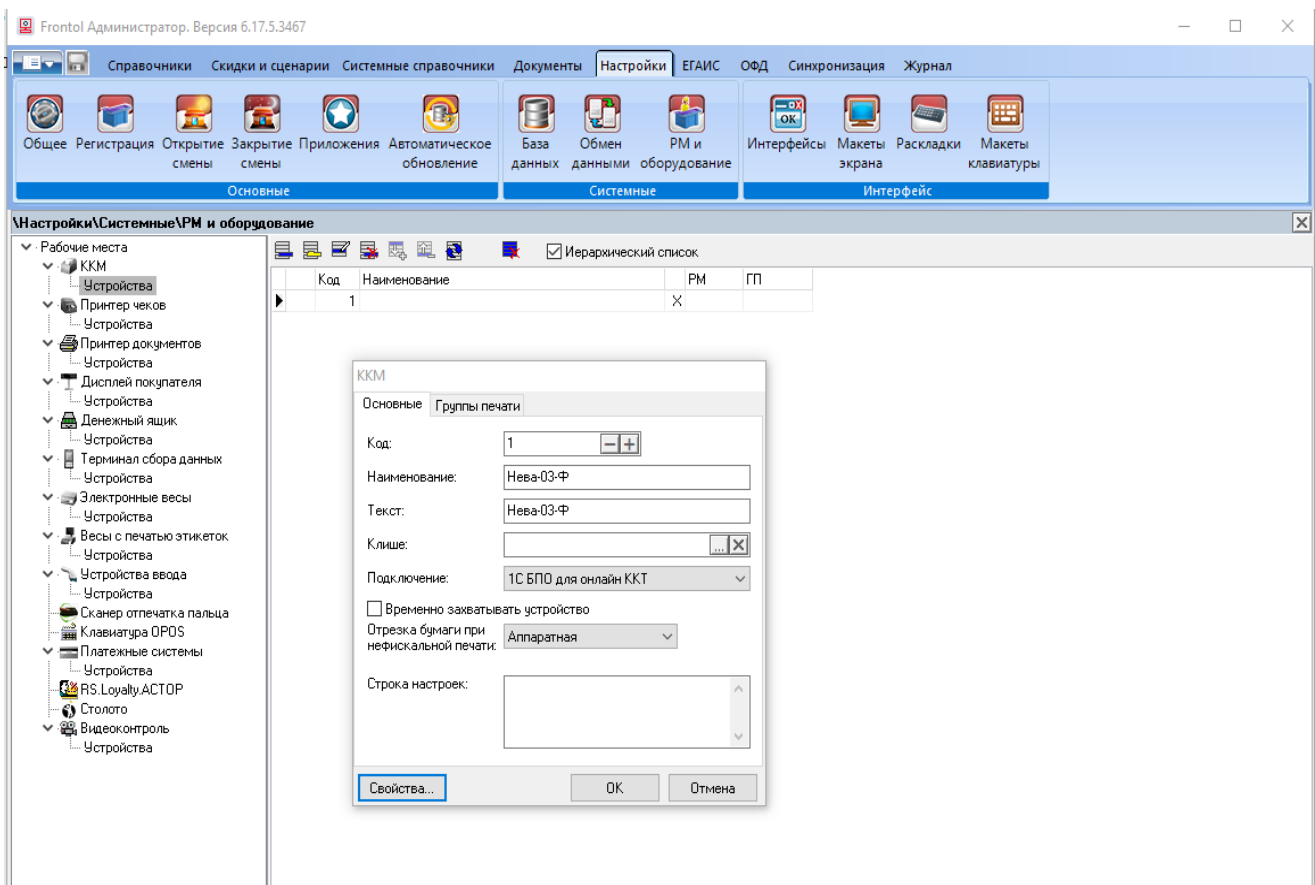 Frontol Администратор. Версия 6.17.5.3467
Справочники Скидки и сценарии Системные справочники Документы Настройки ЕГАИС ОФД Синхронизация Журнал
Общее Регистрация Открытие смены Закрытие смены Приложения Автоматическое обновление База данных Обмен данными РМ и оборудование Интерфейсы Макеты экрана Раскладки Макеты клавиатуры
Основные Системные Интерфейс
\Настройки\Системные\РМ и оборудование
Рабочие места
ККМ
Устройства
Принтер чеков
Устройства
Принтер документов
Устройства
Дисплей покупателя
Устройства
Денежный ящик
Устройства
Терминал сбора данных
Устройства
Электронные весы
Устройства
Весы с печатью этикеток
Устройства
Устройства ввода
Устройства
Сканер отпечатка пальца
Клавиатура OPOS
Платежные системы
Устройства
RS.Loyalty.АСТОР
Столото
Видеоконтроль
Устройства
Иерархический список
Код Наименование РМ ГП
1 X
ККМ
Основные Группы печати
Код: 1
Наименование: Нева-03-Ф
Текст: Нева-03-Ф
Клише: ...
Подключение: 1С БПО для онлайн ККТ
Временно захватывать устройство
Отрезка бумаги при
нефискальной печати: Аппаратная
Строка настроек:
Свойства... OK Отмена